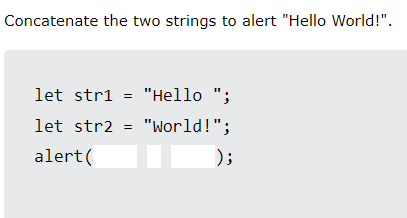 Concatenate the two strings to alert "Hello World!".
let str1 = "Hello ";
let str2 = "World!";
alert(      );